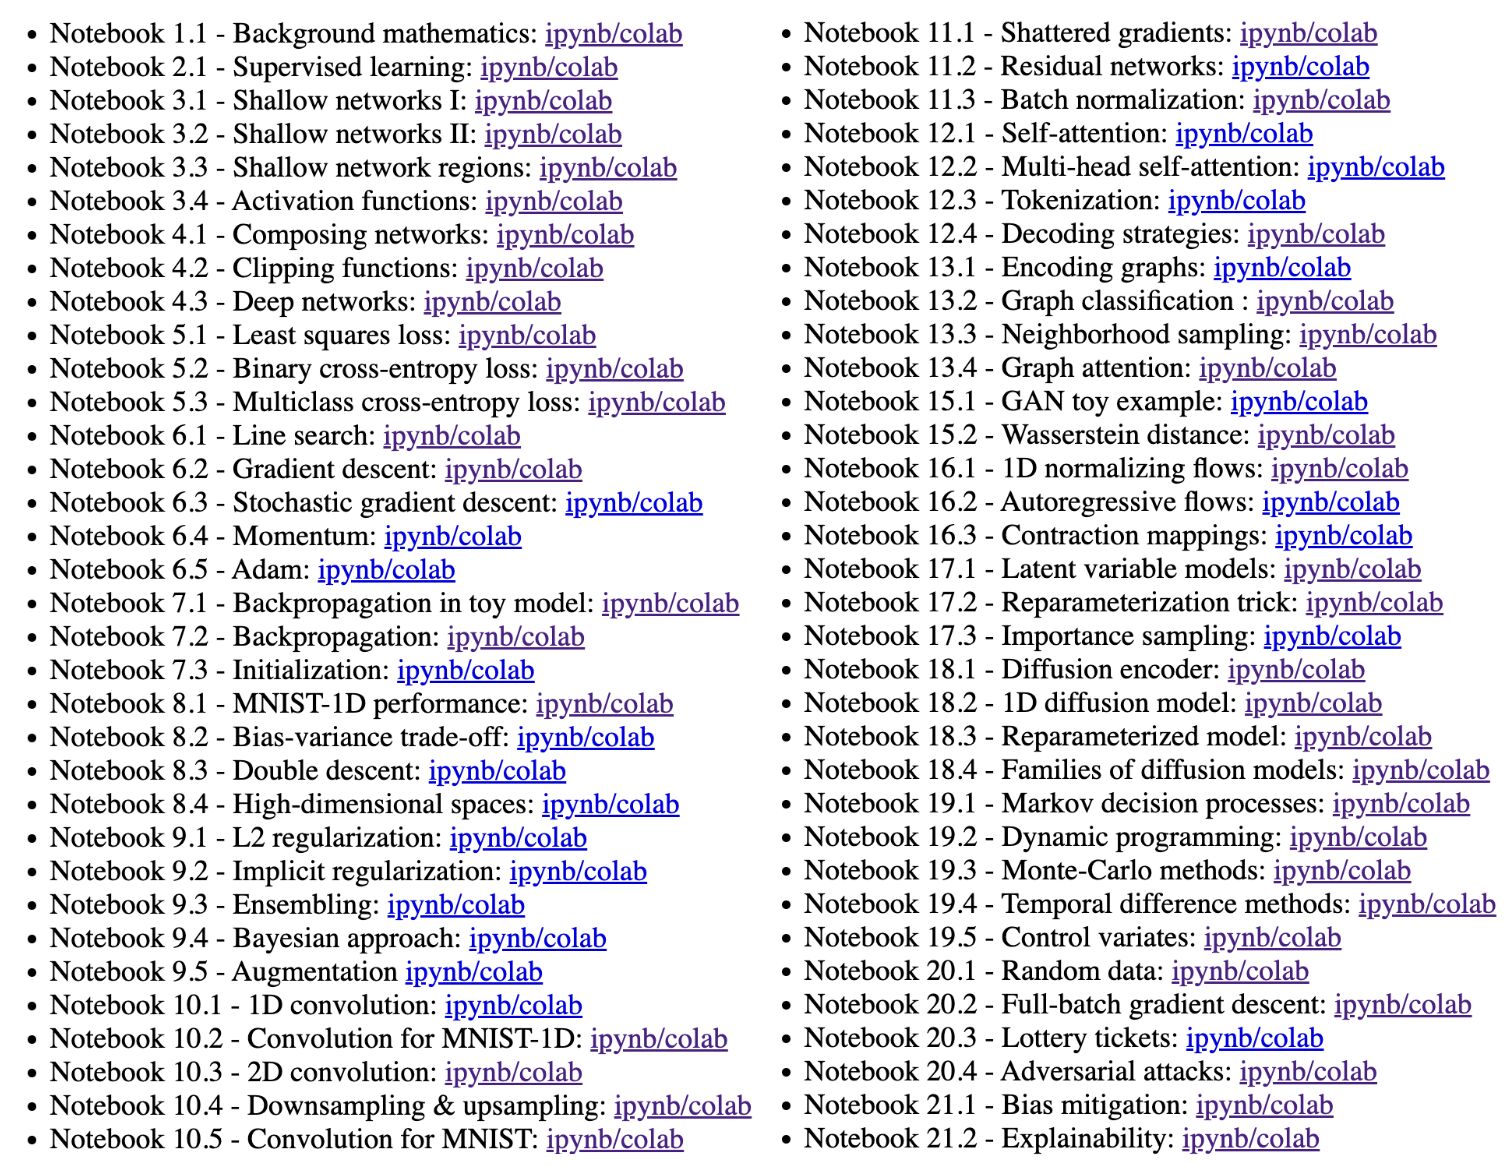 • Notebook 1.1 - Background mathematics: ipynb/colab
• Notebook 2.1 - Supervised learning: ipynb/colab
• Notebook 3.1 - Shallow networks I: ipynb/colab
• Notebook 3.2 - Shallow networks II: ipynb/colab
• Notebook 3.3 - Shallow network regions: ipynb/colab
• Notebook 3.4 - Activation functions: ipynb/colab
• Notebook 4.1 - Composing networks: ipynb/colab
• Notebook 4.2 - Clipping functions: ipynb/colab
• Notebook 4.3 - Deep networks: ipynb/colab
• Notebook 5.1 - Least squares loss: ipynb/colab
• Notebook 5.2 - Binary cross-entropy loss: ipynb/colab
• Notebook 5.3 - Multiclass cross-entropy loss: ipynb/colab
• Notebook 6.1 - Line search: ipynb/colab
• Notebook 6.2 - Gradient descent: ipynb/colab
• Notebook 6.3 - Stochastic gradient descent: ipynb/colab
• Notebook 6.4 - Momentum: ipynb/colab
• Notebook 6.5 - Adam: ipynb/colab
• Notebook 7.1 - Backpropagation in toy model: ipynb/colab
• Notebook 7.2 - Backpropagation: ipynb/colab
• Notebook 7.3 - Initialization: ipynb/colab
• Notebook 8.1 - MNIST-1D performance: ipynb/colab
• Notebook 8.2 - Bias-variance trade-off: ipynb/colab
• Notebook 8.3 - Double descent: ipynb/colab
• Notebook 8.4 - High-dimensional spaces: ipynb/colab
• Notebook 9.1 - L2 regularization: ipynb/colab
• Notebook 9.2 - Implicit regularization: ipynb/colab
• Notebook 9.3 - Ensembling: ipynb/colab
• Notebook 9.4 - Bayesian approach: ipynb/colab
• Notebook 9.5 - Augmentation ipynb/colab
• Notebook 10.1 - 1D convolution: ipynb/colab
• Notebook 10.2 - Convolution for MNIST-1D: ipynb/colab
• Notebook 10.3 - 2D convolution: ipynb/colab
• Notebook 10.4 - Downsampling & upsampling: ipynb/colab
• Notebook 10.5 - Convolution for MNIST: ipynb/colab
• Notebook 11.1 - Shattered gradients: ipynb/colab
• Notebook 11.2 - Residual networks: ipynb/colab
• Notebook 11.3 - Batch normalization: ipynb/colab
• Notebook 12.1 - Self-attention: ipynb/colab
• Notebook 12.2 - Multi-head self-attention: ipynb/colab
• Notebook 12.3 - Tokenization: ipynb/colab
• Notebook 12.4 - Decoding strategies: ipynb/colab
• Notebook 13.1 - Encoding graphs: ipynb/colab
• Notebook 13.2 - Graph classification : ipynb/colab
• Notebook 13.3 - Neighborhood sampling: ipynb/colab
• Notebook 13.4 - Graph attention: ipynb/colab
• Notebook 15.1 - GAN toy example: ipynb/colab
• Notebook 15.2 - Wasserstein distance: ipynb/colab
• Notebook 16.1 - 1D normalizing flows: ipynb/colab
• Notebook 16.2 - Autoregressive flows: ipynb/colab
• Notebook 16.3 - Contraction mappings: ipynb/colab
• Notebook 17.1 - Latent variable models: ipynb/colab
• Notebook 17.2 - Reparameterization trick: ipynb/colab
• Notebook 17.3 - Importance sampling: ipynb/colab
• Notebook 18.1 - Diffusion encoder: ipynb/colab
• Notebook 18.2 - 1D diffusion model: ipynb/colab
• Notebook 18.3 - Reparameterized model: ipynb/colab
• Notebook 18.4 - Families of diffusion models: ipynb/colab
• Notebook 19.1 - Markov decision processes: ipynb/colab
• Notebook 19.2 - Dynamic programming: ipynb/colab
• Notebook 19.3 - Monte-Carlo methods: ipynb/colab
• Notebook 19.4 - Temporal difference methods: ipynb/colab
• Notebook 19.5 - Control variates: ipynb/colab
• Notebook 20.1 - Random data: ipynb/colab
• Notebook 20.2 - Full-batch gradient descent: ipynb/colab
• Notebook 20.3 - Lottery tickets: ipynb/colab
• Notebook 20.4 - Adversarial attacks: ipynb/colab
• Notebook 21.1 - Bias mitigation: ipynb/colab
• Notebook 21.2 - Explainability: ipynb/colab